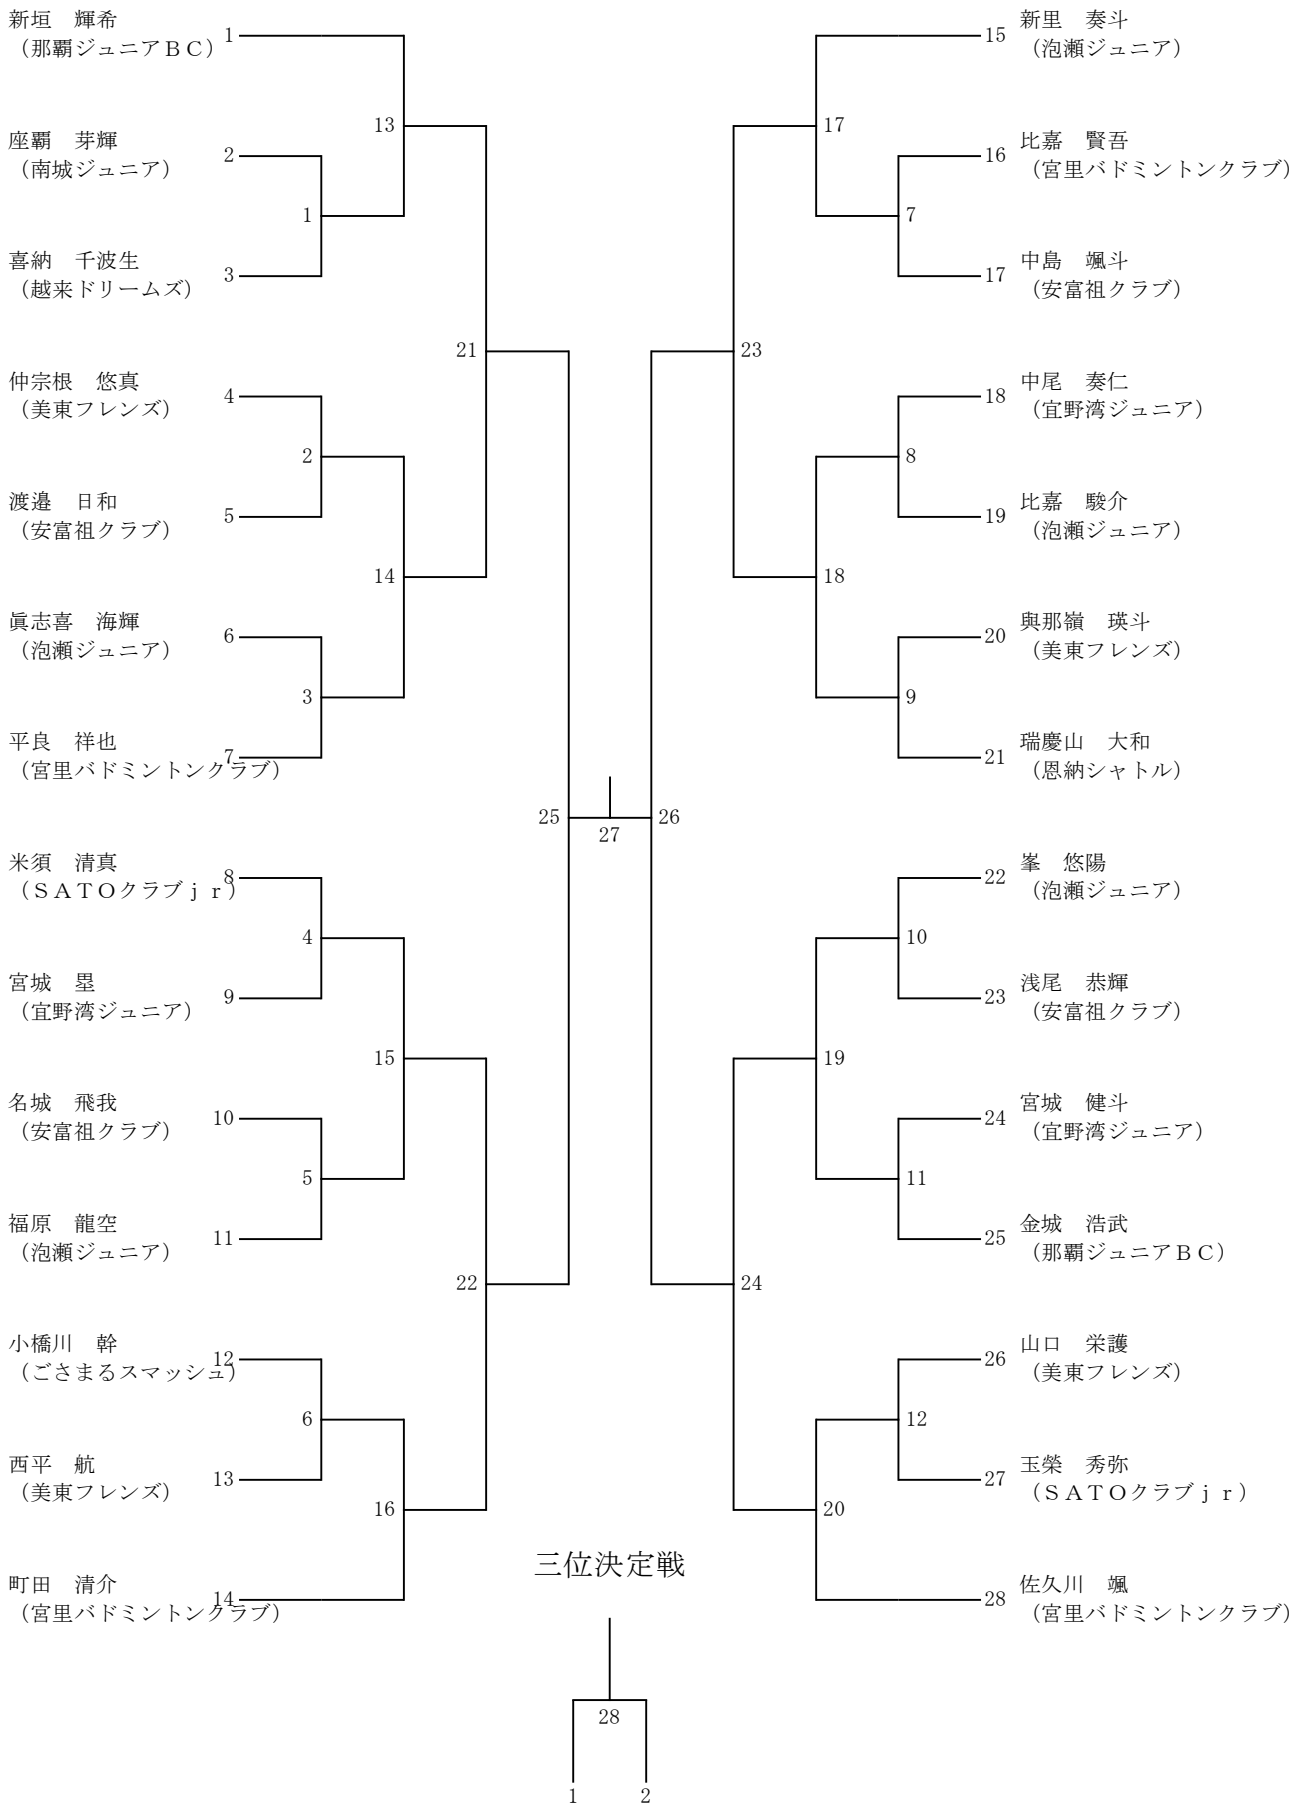 新垣　輝希
（那覇ジュニアＢＣ）
1
座覇　芽輝
（南城ジュニア）
2
喜納　千波生
（越来ドリームズ）
3
仲宗根　悠真
（美東フレンズ）
4
渡邉　日和
（安富祖クラブ）
5
眞志喜　海輝
（泡瀬ジュニア）
6
平良　祥也
（宮里バドミントンクラブ）
7
米須　清真
（ＳＡＴＯクラブｊｒ）
8
宮城　塁
（宜野湾ジュニア）
9
名城　飛我
（安富祖クラブ）
10
福原　龍空
（泡瀬ジュニア）
11
小橋川　幹
（ごさまるスマッシュ）
12
西平　航
（美東フレンズ）
13
町田　清介
（宮里バドミントンクラブ）
14
1
2
3
4
5
6
13
14
15
16
21
22
25
27
26
23
24
17
18
19
20
7
8
9
10
11
12
15
新里　奏斗
（泡瀬ジュニア）
16
比嘉　賢吾
（宮里バドミントンクラブ）
17
中島　颯斗
（安富祖クラブ）
18
中尾　奏仁
（宜野湾ジュニア）
19
比嘉　駿介
（泡瀬ジュニア）
20
與那嶺　瑛斗
（美東フレンズ）
21
瑞慶山　大和
（恩納シャトル）
22
峯　悠陽
（泡瀬ジュニア）
23
浅尾　恭輝
（安富祖クラブ）
24
宮城　健斗
（宜野湾ジュニア）
25
金城　浩武
（那覇ジュニアＢＣ）
26
山口　栄護
（美東フレンズ）
27
玉榮　秀弥
（ＳＡＴＯクラブｊｒ）
28
佐久川　颯
（宮里バドミントンクラブ）
三位決定戦
28
1
2